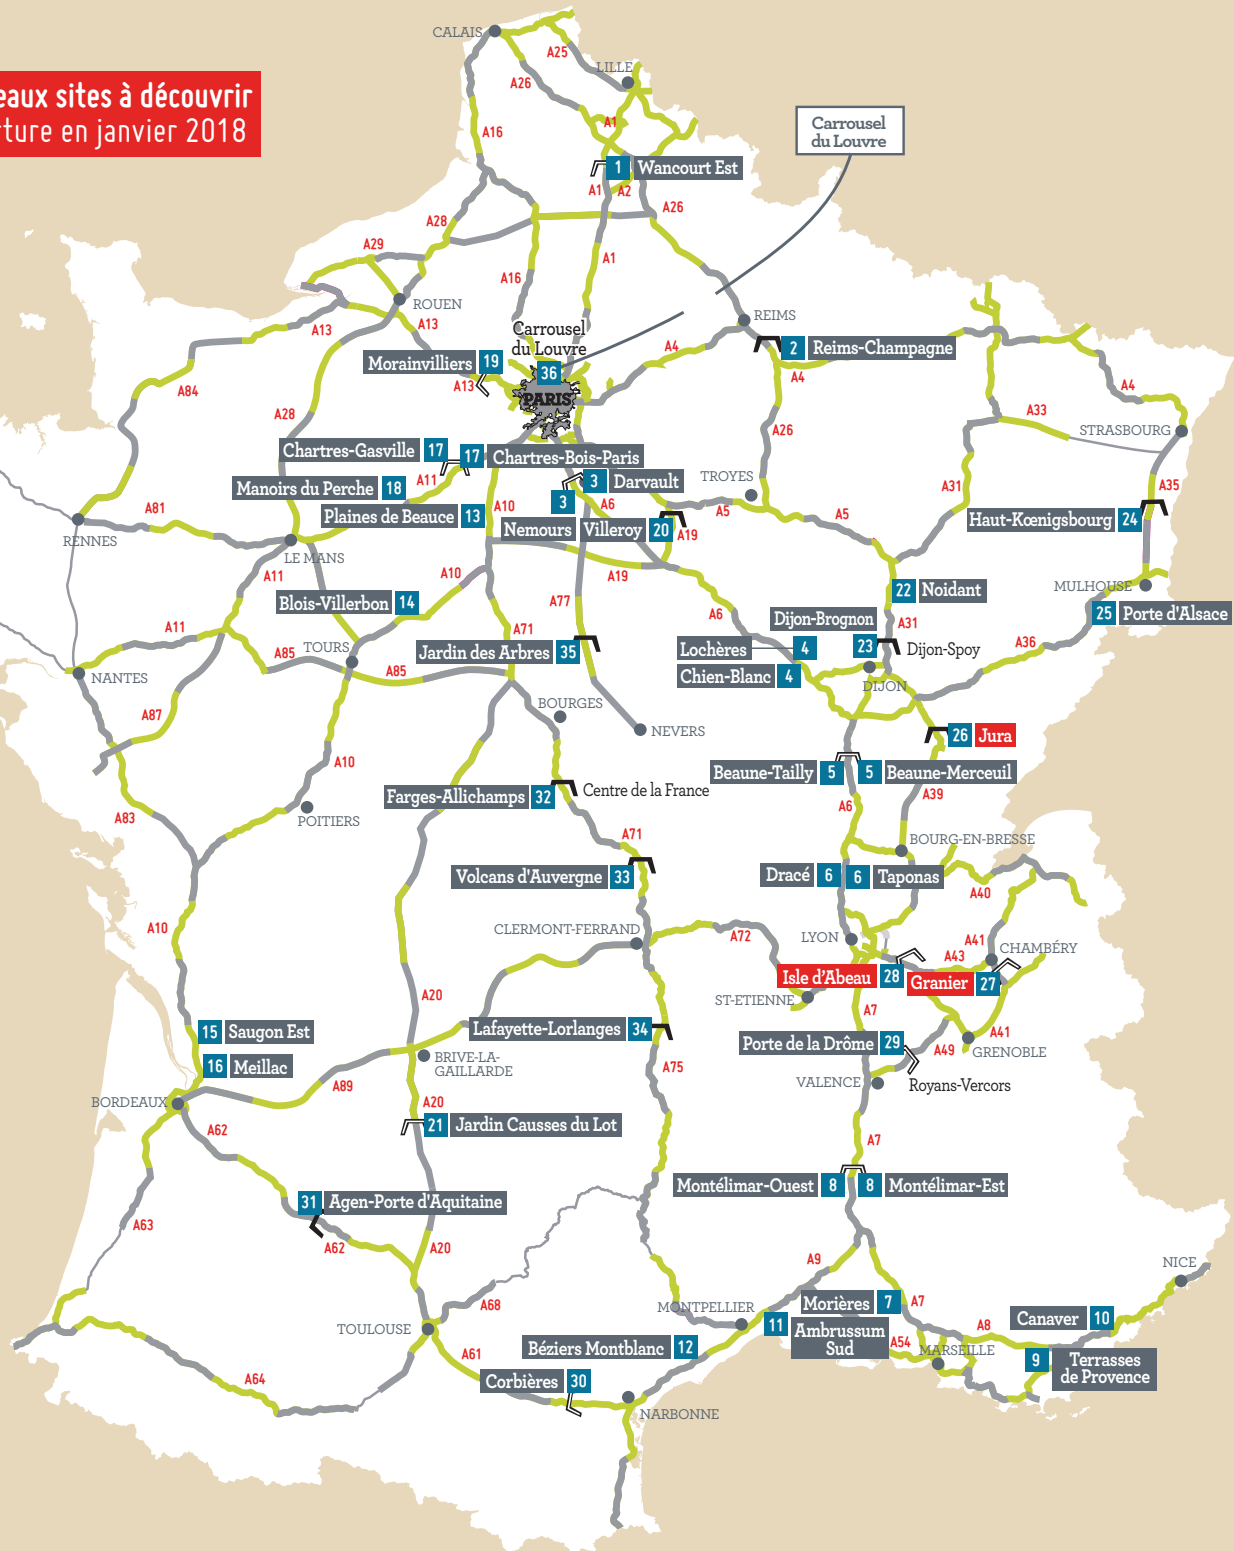 eaux sites à découvrir
rture en janvier 2018
CALAIS
A25
LILLE
A26
A1
A16
Carrousel
du Louvre
1 Wancourt Est
A1
A2
A26
A28
A29
A1
A16
ROUEN
A13
A13
REIMS
Carrousel
du Louvre
A4
2 Reims-Champagne
A4
Morainvilliers 19
A13
36
PARIS
A84
A28
A4
A33
STRASBOURG
A26
Chartres-Gasville 17
17 Chartres-Bois-Paris
A11
Manoirs du Perche 18
3 Darvault
3
TROYES
A31
A35
A81
A10
A6
A5
A5
Plaines de Beauce 13
Nemours
Villeroy 20
A19
Haut-Kœnigsbourg 24
RENNES
LE MANS
A11
A10
A19
Blois-Villerbon 14
A77
A6
22 Noidant
MULHOUSE
25 Porte d'Alsace
A11
A71
Dijon-Brognon
A31
A36
A85
TOURS
Jardin des Arbres 35
Lochères 4
23
Dijon-Spoy
NANTES
A85
Chien-Blanc 4
DIJON
A87
BOURGES
NEVERS
26 Jura
A10
Beaune-Tailly 5
5 Beaune-Merceuil
Farges-Allichamps 32
Centre de la France
A39
A83
POITIERS
A6
A71
BOURG-EN-BRESSE
Volcans d'Auvergne 33
Dracé 6
6 Taponas
A40
A10
CLERMONT-FERRAND
A72
LYON
A41
CHAMBÉRY
A43
Isle d’Abeau 28
Granier 27
A20
ST-ETIENNE
A7
15 Saugon Est
Lafayette-Lorlanges 34
A41
Porte de la Drôme 29
A49
GRENOBLE
16 Meillac
BRIVE-LA-
GAILLARDE
A75
A89
VALENCE
Royans-Vercors
BORDEAUX
A20
A62
21 Jardin Causses du Lot
A7
Montélimar-Ouest 8
8 Montélimar-Est
31 Agen-Porte d'Aquitaine
A63
A62
A20
A9
NICE
A68
MONTPELLIER
Morières 7
A7
TOULOUSE
11 Ambrussum
Sud
A8
Canaver 10
Béziers Montblanc 12
A54
MARSEILLE
A61
9 Terrasses
de Provence
A64
Corbières 30
NARBONNE